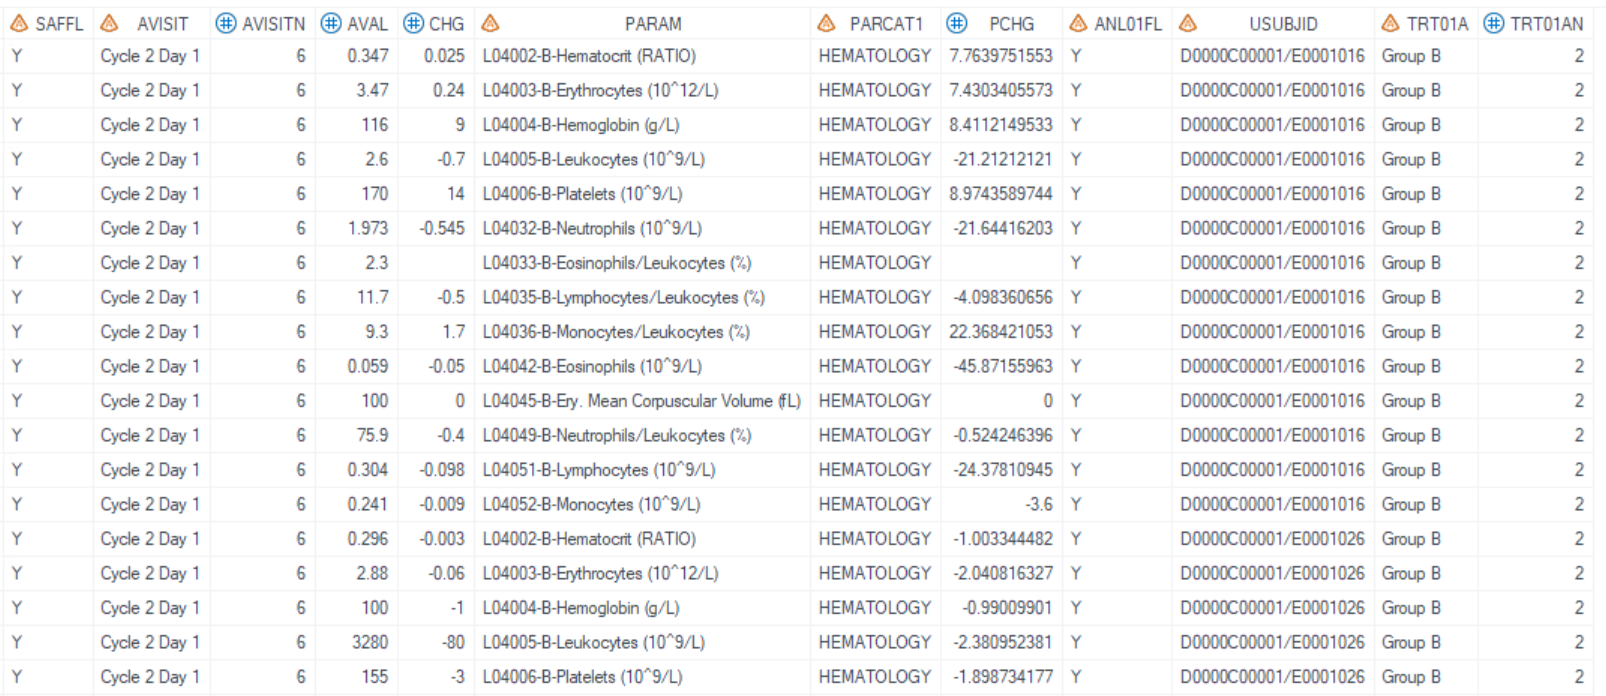 SAFFL AVISIT AVISITN AVAL CHG PARAM PARCAT1 PCHG ANL01FL USUBJID TRT01A TRT01AN
Y Cycle 2 Day 1 6 0.347 0.025 L04002-B-Hematocrit (RATIO) HEMATOLOGY 7.7639751553 Y D0000C00001/E0001016 Group B 2
Y Cycle 2 Day 1 6 3.47 0.24 L04003-B-Erythrocytes (10^12/L) HEMATOLOGY 7.4303405573 Y D0000C00001/E0001016 Group B 2
Y Cycle 2 Day 1 6 116 9 L04004-B-Hemoglobin (g/L) HEMATOLOGY 8.4112149533 Y D0000C00001/E0001016 Group B 2
Y Cycle 2 Day 1 6 2.6 -0.7 L04005-B-Leukocytes (10^9/L) HEMATOLOGY -21.21212121 Y D0000C00001/E0001016 Group B 2
Y Cycle 2 Day 1 6 170 14 L04006-B-Platelets (10^9/L) HEMATOLOGY 8.9743589744 Y D0000C00001/E0001016 Group B 2
Y Cycle 2 Day 1 6 1.973 -0.545 L04032-B-Neutrophils (10^9/L) HEMATOLOGY -21.64416203 Y D0000C00001/E0001016 Group B 2
Y Cycle 2 Day 1 6 2.3 L04033-B-Eosinophils/Leukocytes (%) HEMATOLOGY Y D0000C00001/E0001016 Group B 2
Y Cycle 2 Day 1 6 11.7 -0.5 L04035-B-Lymphocytes/Leukocytes (%) HEMATOLOGY -4.098360656 Y D0000C00001/E0001016 Group B 2
Y Cycle 2 Day 1 6 9.3 1.7 L04036-B-Monocytes/Leukocytes (%) HEMATOLOGY 22.368421053 Y D0000C00001/E0001016 Group B 2
Y Cycle 2 Day 1 6 0.059 -0.05 L04042-B-Eosinophils (10^9/L) HEMATOLOGY -45.87155963 Y D0000C00001/E0001016 Group B 2
Y Cycle 2 Day 1 6 100 0 L04045-B-Ery. Mean Corpuscular Volume (fL) HEMATOLOGY 0 Y D0000C00001/E0001016 Group B 2
Y Cycle 2 Day 1 6 75.9 -0.4 L04049-B-Neutrophils/Leukocytes (%) HEMATOLOGY -0.524246396 Y D0000C00001/E0001016 Group B 2
Y Cycle 2 Day 1 6 0.304 -0.098 L04051-B-Lymphocytes (10^9/L) HEMATOLOGY -24.37810945 Y D0000C00001/E0001016 Group B 2
Y Cycle 2 Day 1 6 0.241 -0.009 L04052-B-Monocytes (10^9/L) HEMATOLOGY -3.6 Y D0000C00001/E0001016 Group B 2
Y Cycle 2 Day 1 6 0.296 -0.003 L04002-B-Hematocrit (RATIO) HEMATOLOGY -1.003344482 Y D0000C00001/E0001026 Group B 2
Y Cycle 2 Day 1 6 2.88 -0.06 L04003-B-Erythrocytes (10^12/L) HEMATOLOGY -2.040816327 Y D0000C00001/E0001026 Group B 2
Y Cycle 2 Day 1 6 100 -1 L04004-B-Hemoglobin (g/L) HEMATOLOGY -0.99009901 Y D0000C00001/E0001026 Group B 2
Y Cycle 2 Day 1 6 3280 -80 L04005-B-Leukocytes (10^9/L) HEMATOLOGY -2.380952381 Y D0000C00001/E0001026 Group B 2
Y Cycle 2 Day 1 6 155 -3 L04006-B-Platelets (10^9/L) HEMATOLOGY -1.898734177 Y D0000C00001/E0001026 Group B 2